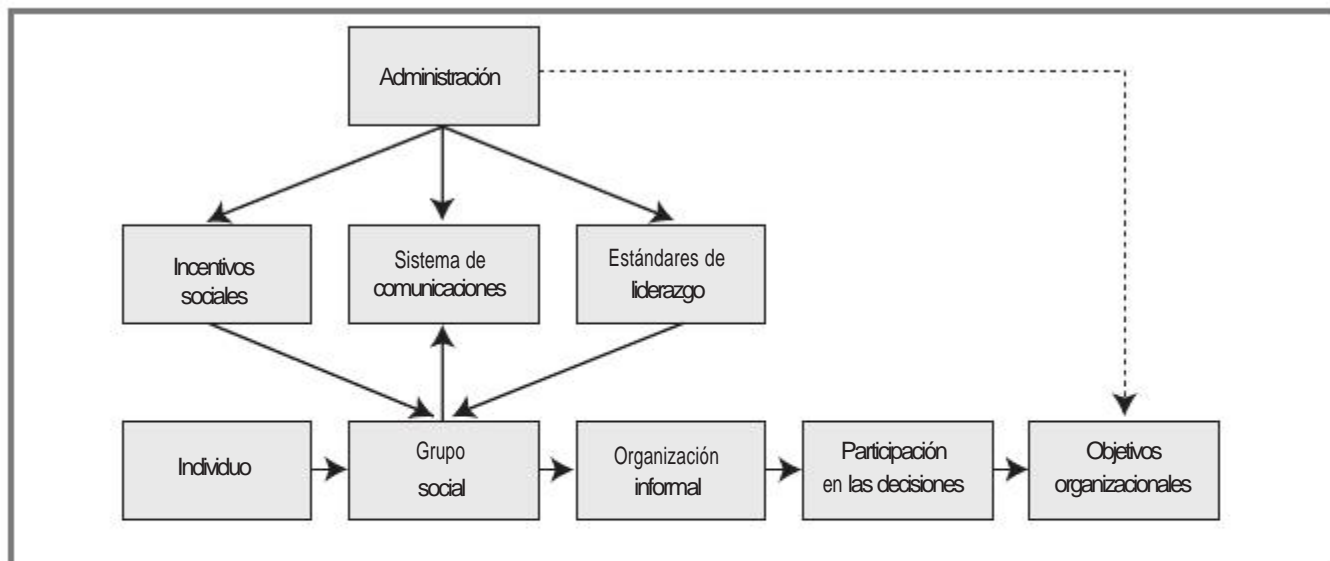 Administración
Incentivos
sociales
Sistema de
comunicaciones
Estándares de
liderazgo
Individuo
Grupo
social
Organización
informal
Participación
en las decisiones
Objetivos
organizacionales